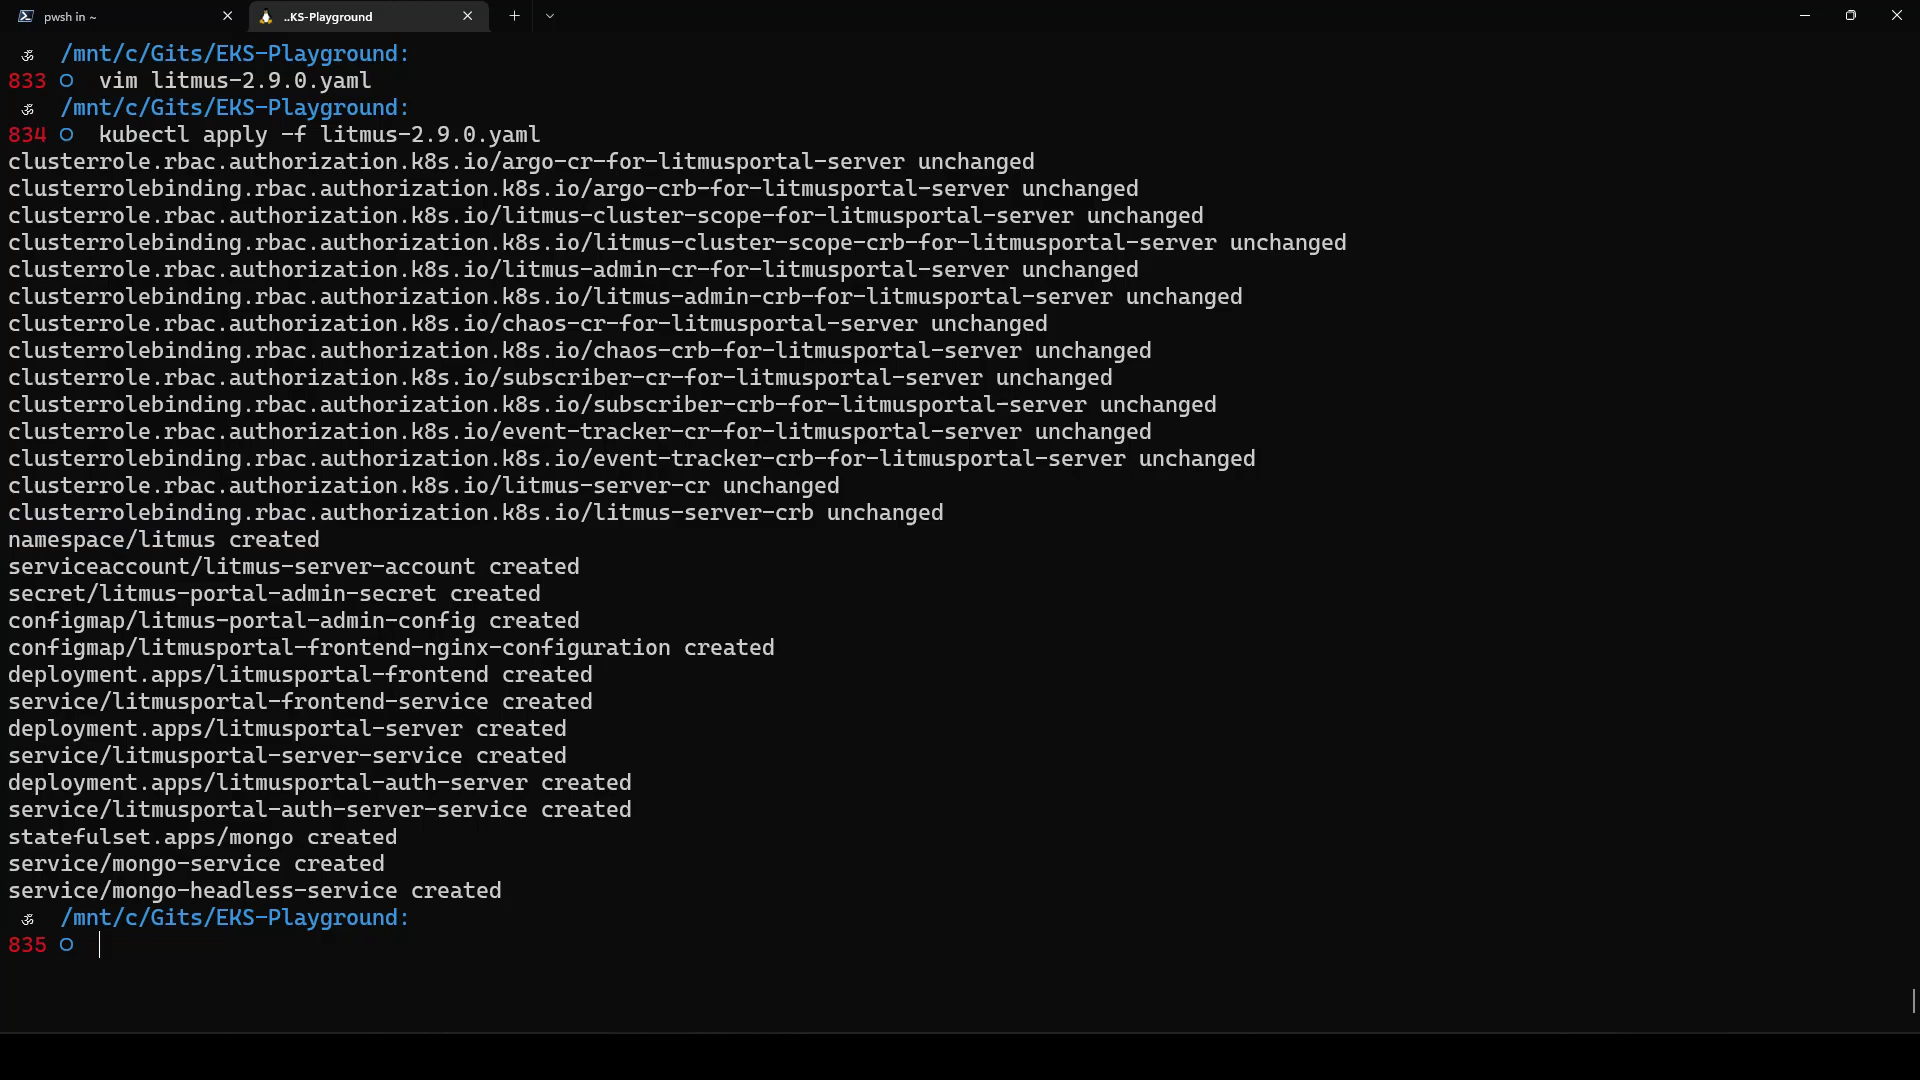 pwsh in ~
..KS-Playground
ॐ /mnt/c/Gits/EKS-Playground:
833 ○ vim litmus-2.9.0.yaml
ॐ /mnt/c/Gits/EKS-Playground:
834 ○ kubectl apply -f litmus-2.9.0.yaml
clusterrole.rbac.authorization.k8s.io/argo-cr-for-litmusportal-server unchanged
clusterrolebinding.rbac.authorization.k8s.io/argo-crb-for-litmusportal-server unchanged
clusterrole.rbac.authorization.k8s.io/litmus-cluster-scope-for-litmusportal-server unchanged
clusterrolebinding.rbac.authorization.k8s.io/litmus-cluster-scope-crb-for-litmusportal-server unchanged
clusterrole.rbac.authorization.k8s.io/litmus-admin-cr-for-litmusportal-server unchanged
clusterrolebinding.rbac.authorization.k8s.io/litmus-admin-crb-for-litmusportal-server unchanged
clusterrole.rbac.authorization.k8s.io/chaos-cr-for-litmusportal-server unchanged
clusterrolebinding.rbac.authorization.k8s.io/chaos-crb-for-litmusportal-server unchanged
clusterrole.rbac.authorization.k8s.io/subscriber-cr-for-litmusportal-server unchanged
clusterrolebinding.rbac.authorization.k8s.io/subscriber-crb-for-litmusportal-server unchanged
clusterrole.rbac.authorization.k8s.io/event-tracker-cr-for-litmusportal-server unchanged
clusterrolebinding.rbac.authorization.k8s.io/event-tracker-crb-for-litmusportal-server unchanged
clusterrole.rbac.authorization.k8s.io/litmus-server-cr unchanged
clusterrolebinding.rbac.authorization.k8s.io/litmus-server-crb unchanged
namespace/litmus created
serviceaccount/litmus-server-account created
secret/litmus-portal-admin-secret created
configmap/litmus-portal-admin-config created
configmap/litmusportal-frontend-nginx-configuration created
deployment.apps/litmusportal-frontend created
service/litmusportal-frontend-service created
deployment.apps/litmusportal-server created
service/litmusportal-server-service created
deployment.apps/litmusportal-auth-server created
service/litmusportal-auth-server-service created
statefulset.apps/mongo created
service/mongo-service created
service/mongo-headless-service created
ॐ /mnt/c/Gits/EKS-Playground:
835 ○